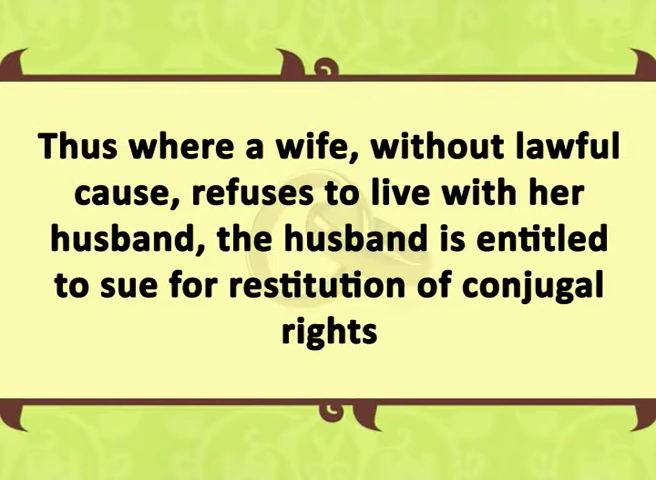 Thus where a wife, without lawful
cause, refuses to live with her
husband, the husband is entitled
to sue for restitution of conjugal
rights